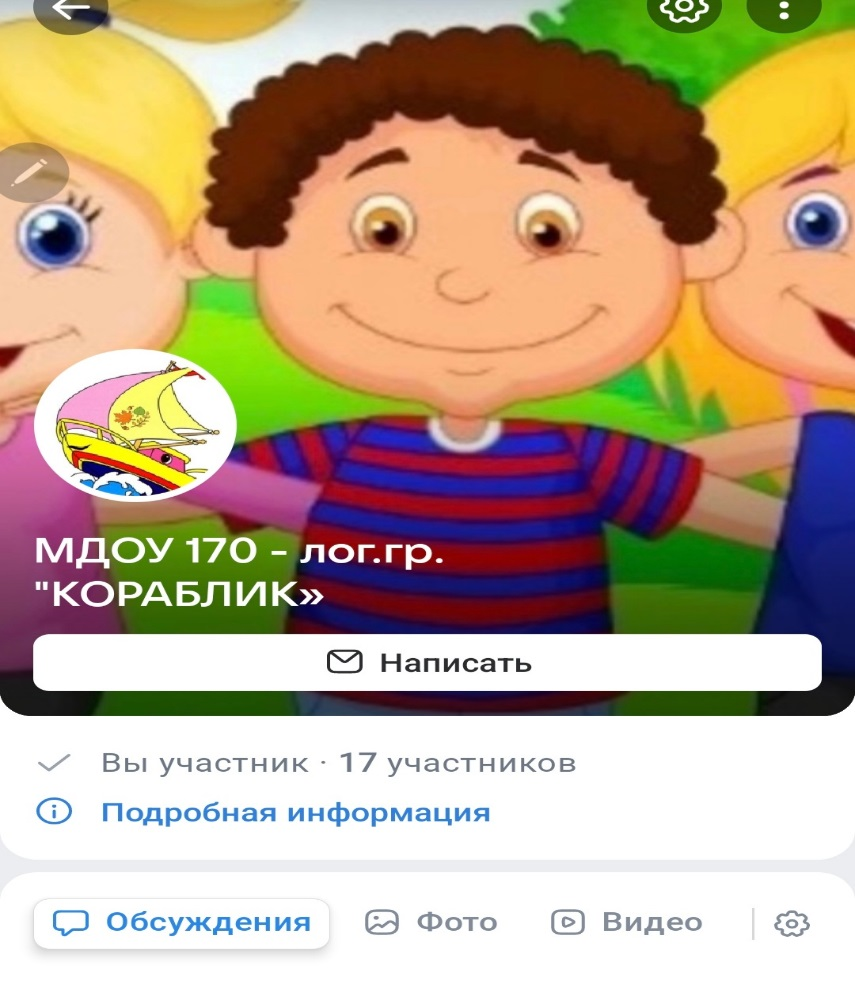 МДОУ 170 - лог.гр.
"КОРАБЛИК»
Написать
Вы участник · 17 участников
Подробная информация
Обсуждения Фото Видео